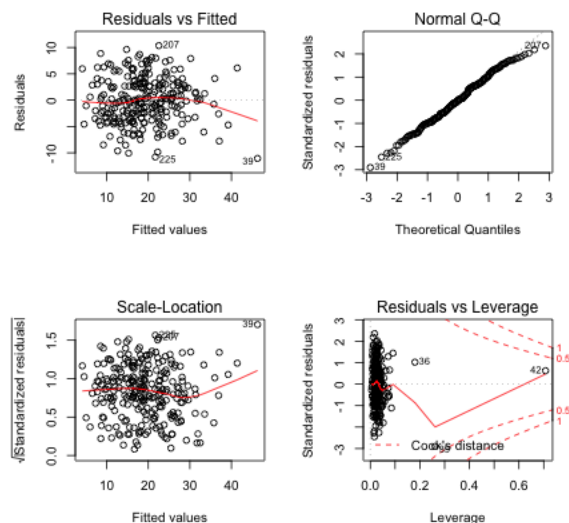 Residuals vs Fitted
Residuals
10
5
0
-10
207
225
39
10 20 30 40
Fitted values
Normal Q-Q
Standardized residuals
2
1
0
-1
-3
207
225
39
-3 -2 -1 0 1 2 3
Theoretical Quantiles
Scale-Location
√|Standardized residuals|
1.5
1.0
0.5
0.0
39
207
10 20 30 40
Fitted values
Residuals vs Leverage
Standardized residuals
3
2
1
0
-1
-3
36
42
1
0.5
0.5
1
Cook's distance
0.0 0.2 0.4 0.6
Leverage